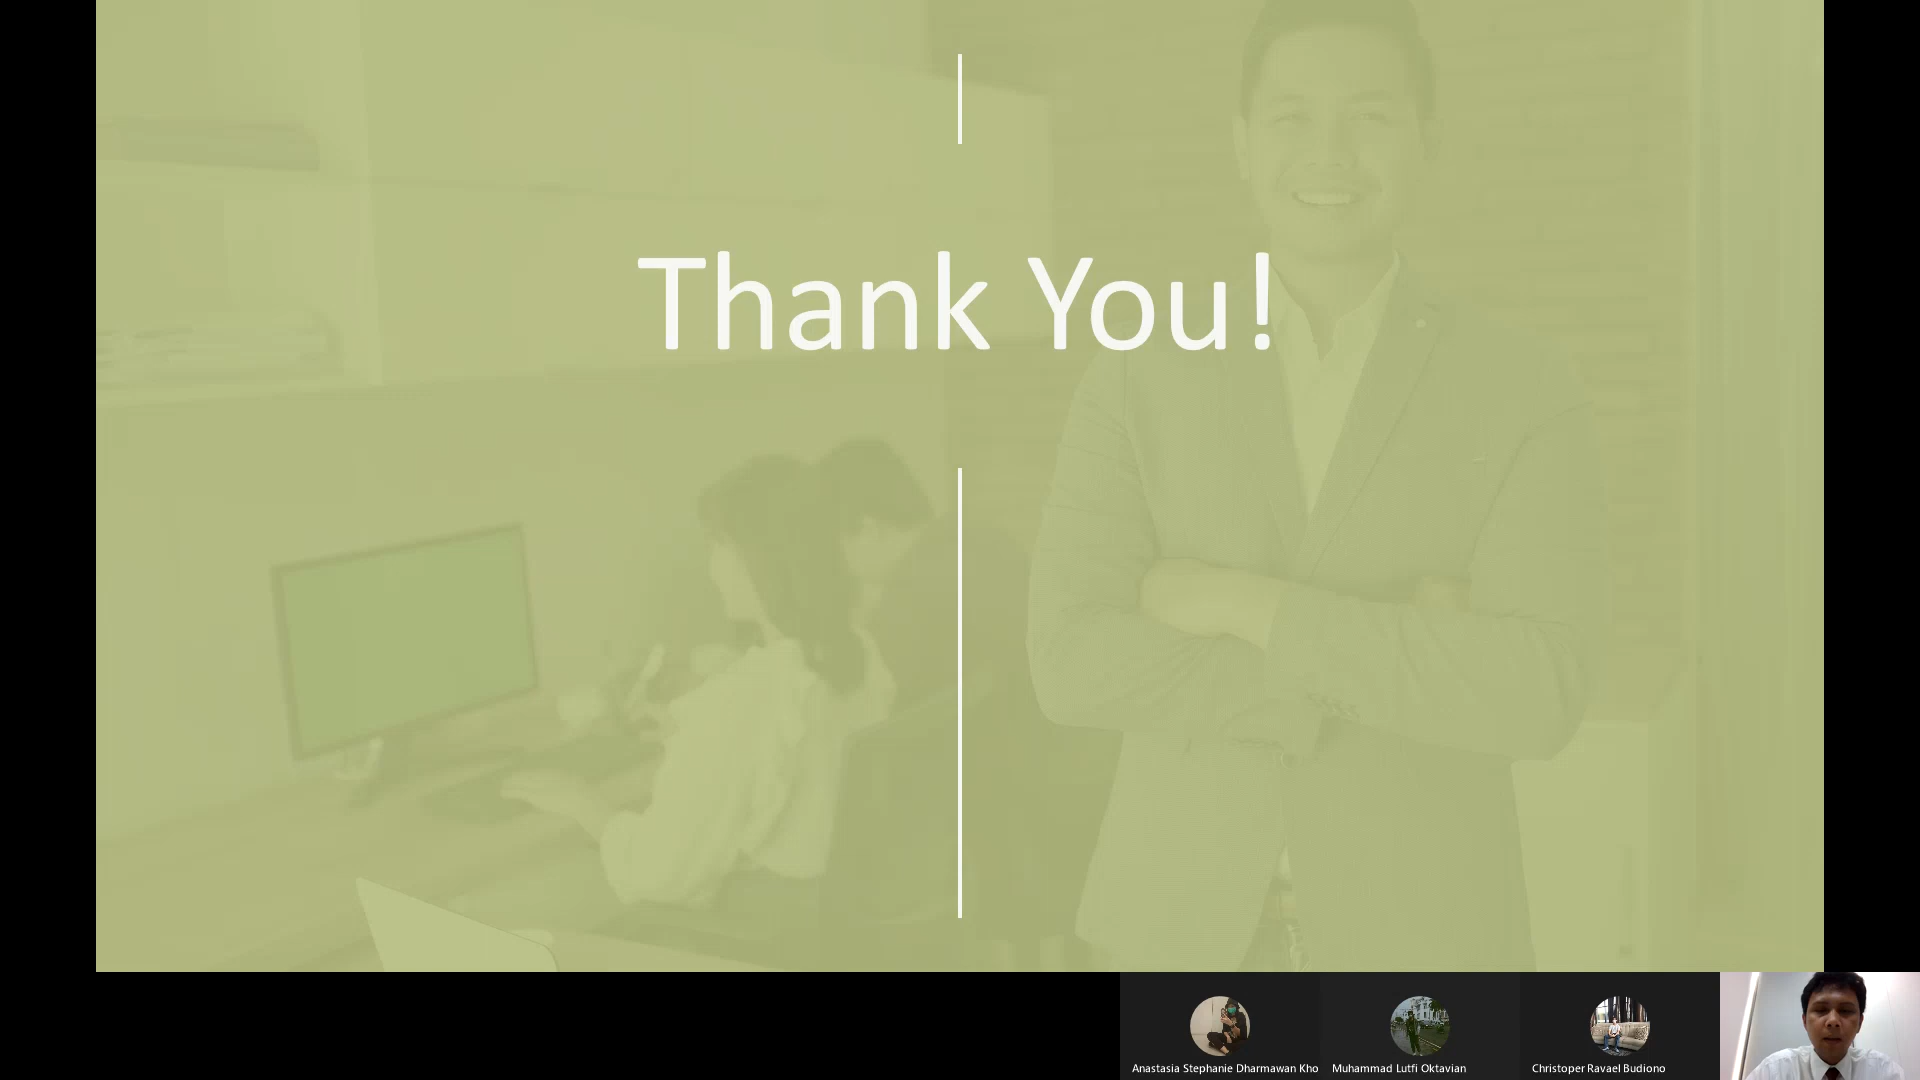 Thank You!
Anastasia Stephanie Dharmawan Kho
Muhammad Lutfi Oktavian
Christoper Ravael Budiono